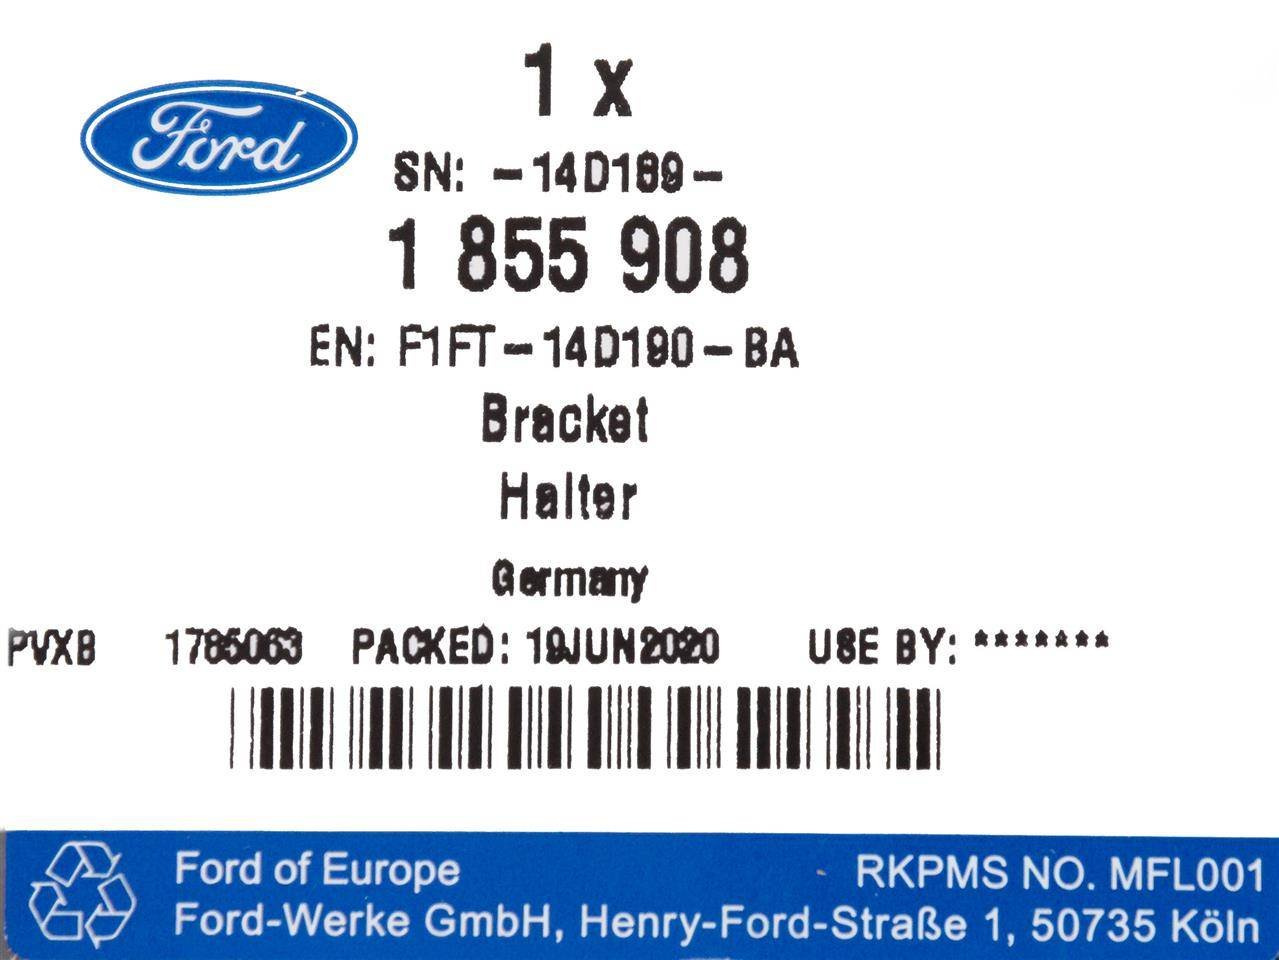 1 x
Ford
SN: -14D189-
1 855 908
EN: F1FT-14D190-BA
Bracket
Halter
Germany
PVXB 1785063 PACKED: 19JUN2020 USE BY: *******
Ford of Europe RKPMS NO. MFL001
Ford-Werke GmbH, Henry-Ford-Straße 1, 50735 Köln